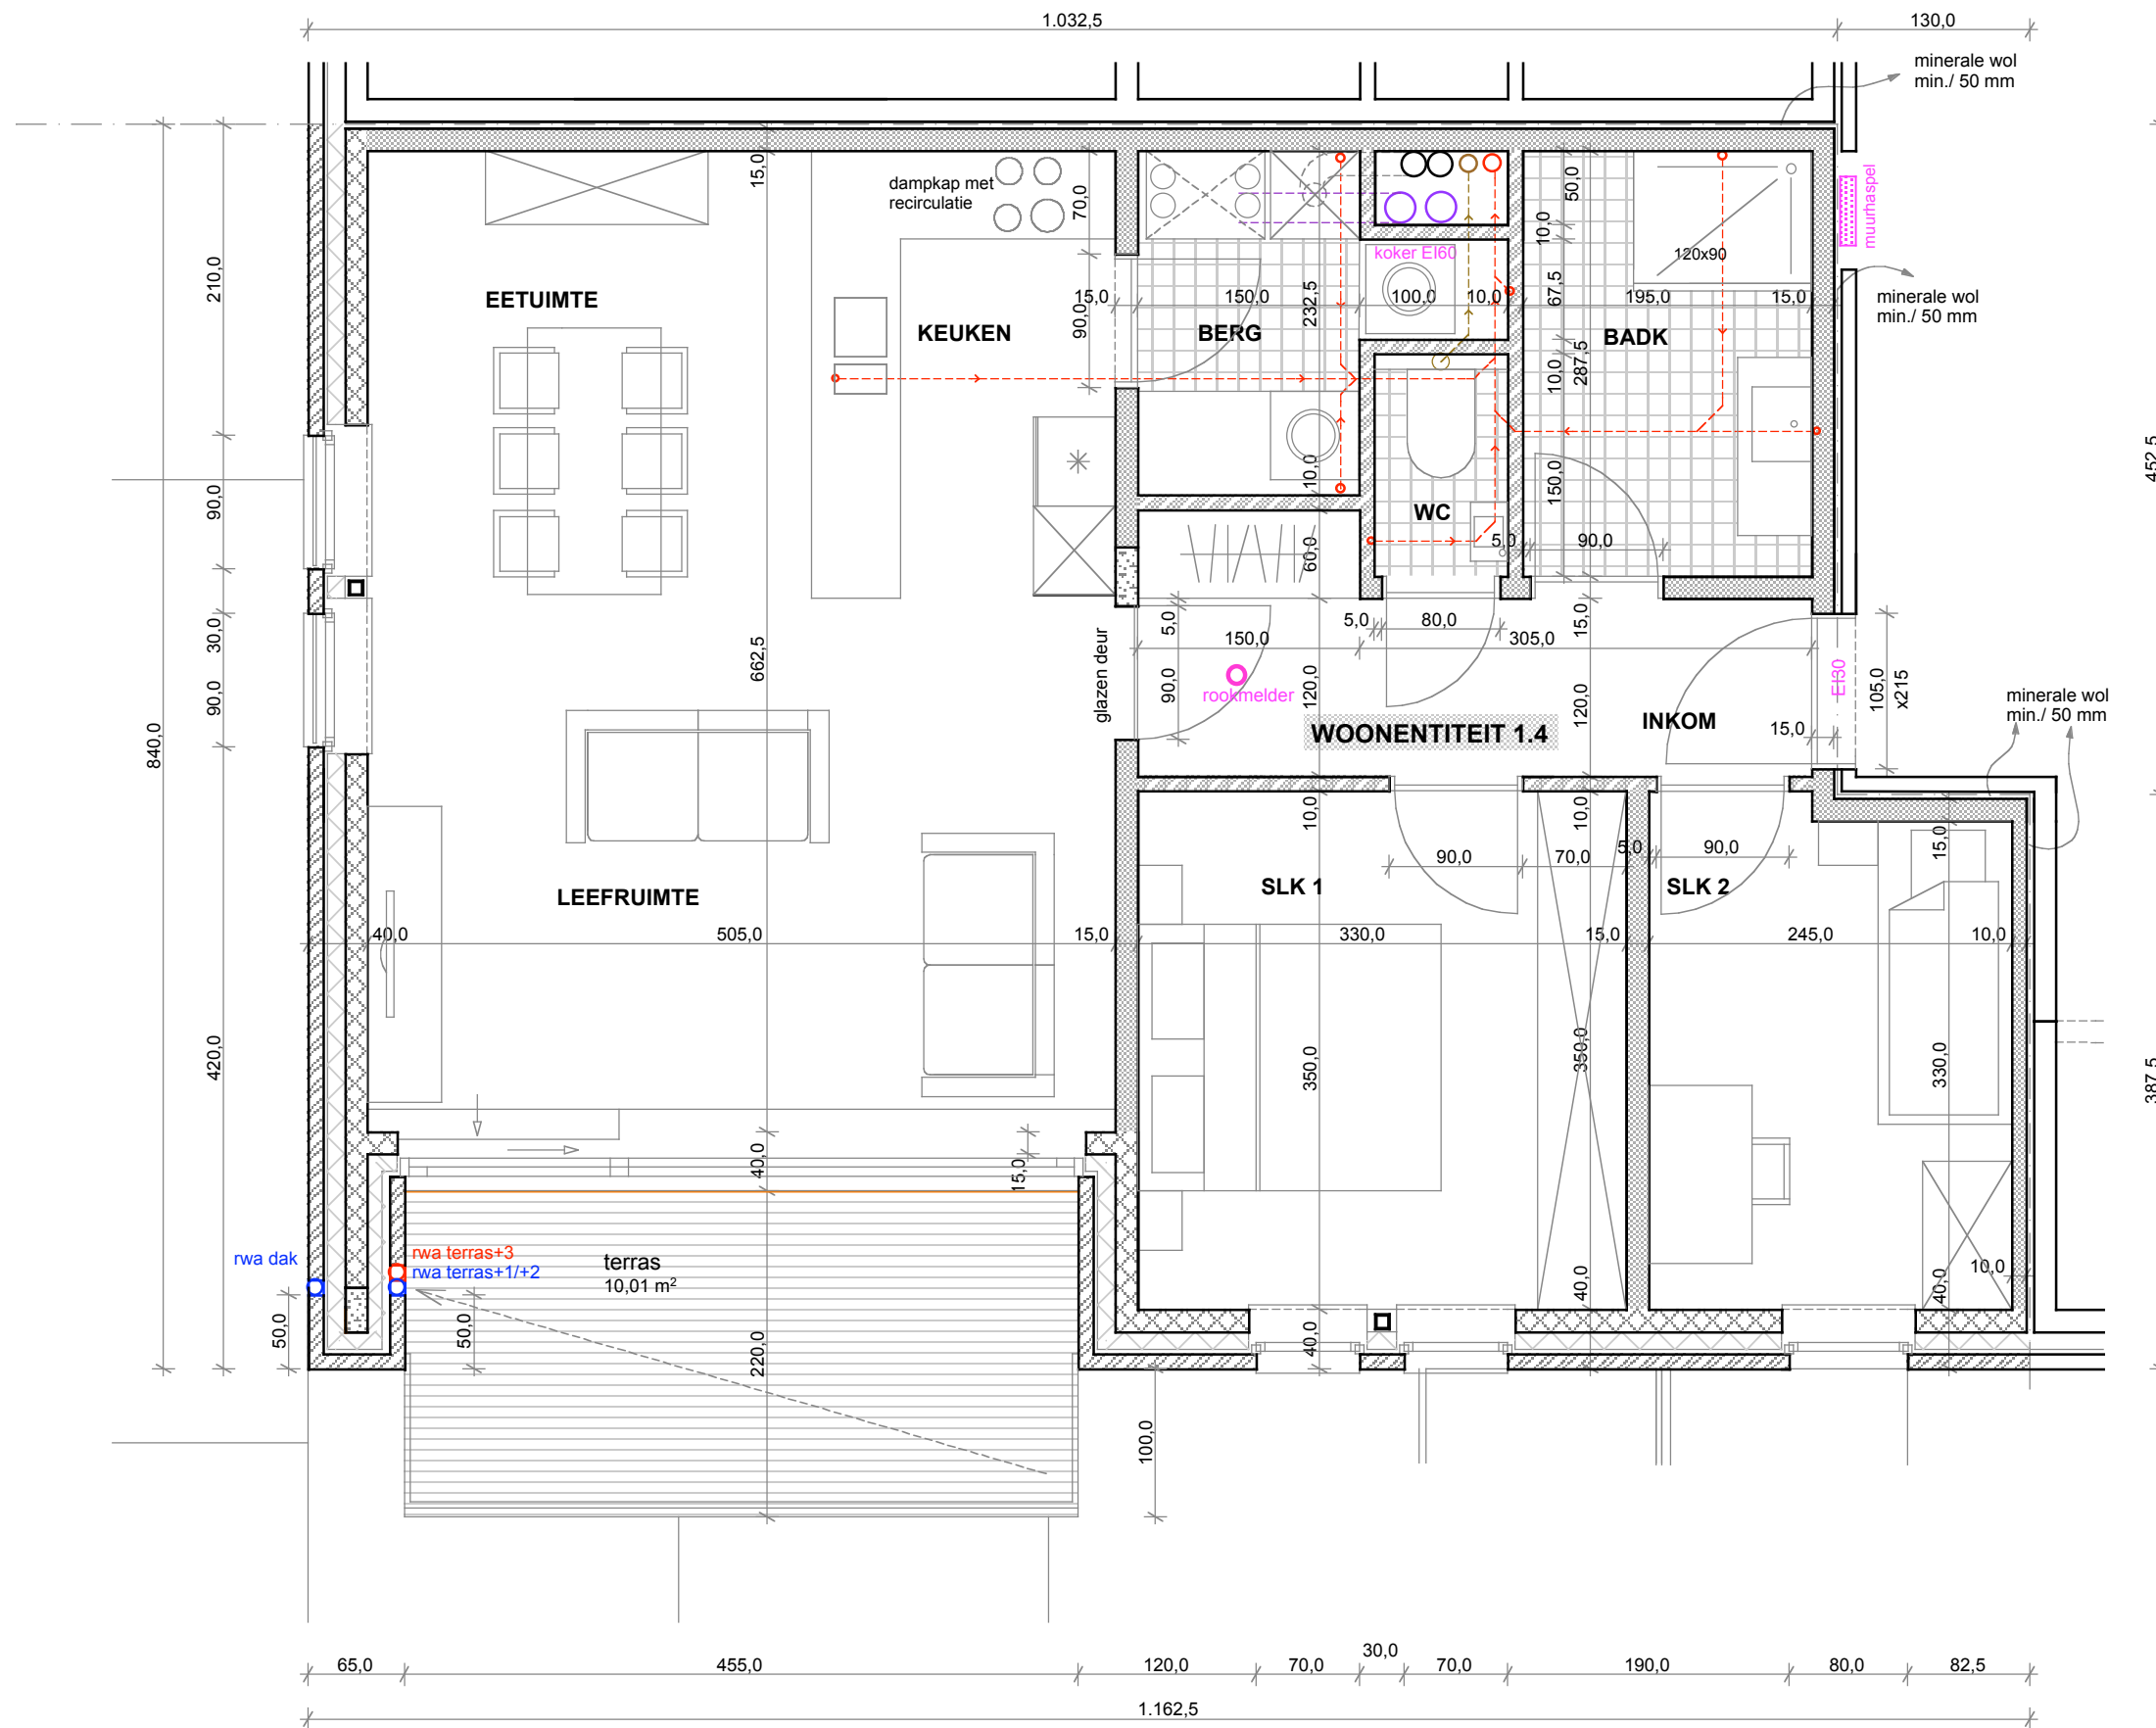 1.032,5
130,0
minerale wol
min./ 50 mm
15,0
dampkap met
recirculatie
70,0
50,0
10,0
muurhaspel
koker EI60
120x90
210,0
EETUIMTE
KEUKEN
90,0
15,0
150,0
BERG
232,5
100,0
10,0
67,5
195,0
15,0
BADK
minerale wol
min./ 50 mm
10,0
287,5
452,5
90,0
10,0
WC
150,0
5,0
90,0
60,0
30,0
662,5
glazen deur
5,0
150,0
5,0
80,0
15,0
305,0
90,0
rookmelder
120,0
120,0
WOONENTITEIT 1.4
INKOM
EI30
105,0
x215
15,0
minerale wol
min./ 50 mm
90,0
840,0
10,0
10,0
15,0
90,0
70,0
5,0
90,0
SLK 1
SLK 2
LEEFRUIMTE
40,0
505,0
15,0
330,0
15,0
245,0
10,0
420,0
350,0
350,0
330,0
387,5
40,0
15,0
rwa dak
rwa terras+3
rwa terras+1/+2
terras
10,01 m²
50,0
50,0
220,0
40,0
40,0
40,0
10,0
100,0
65,0
455,0
120,0
70,0
30,0
70,0
190,0
80,0
82,5
1.162,5